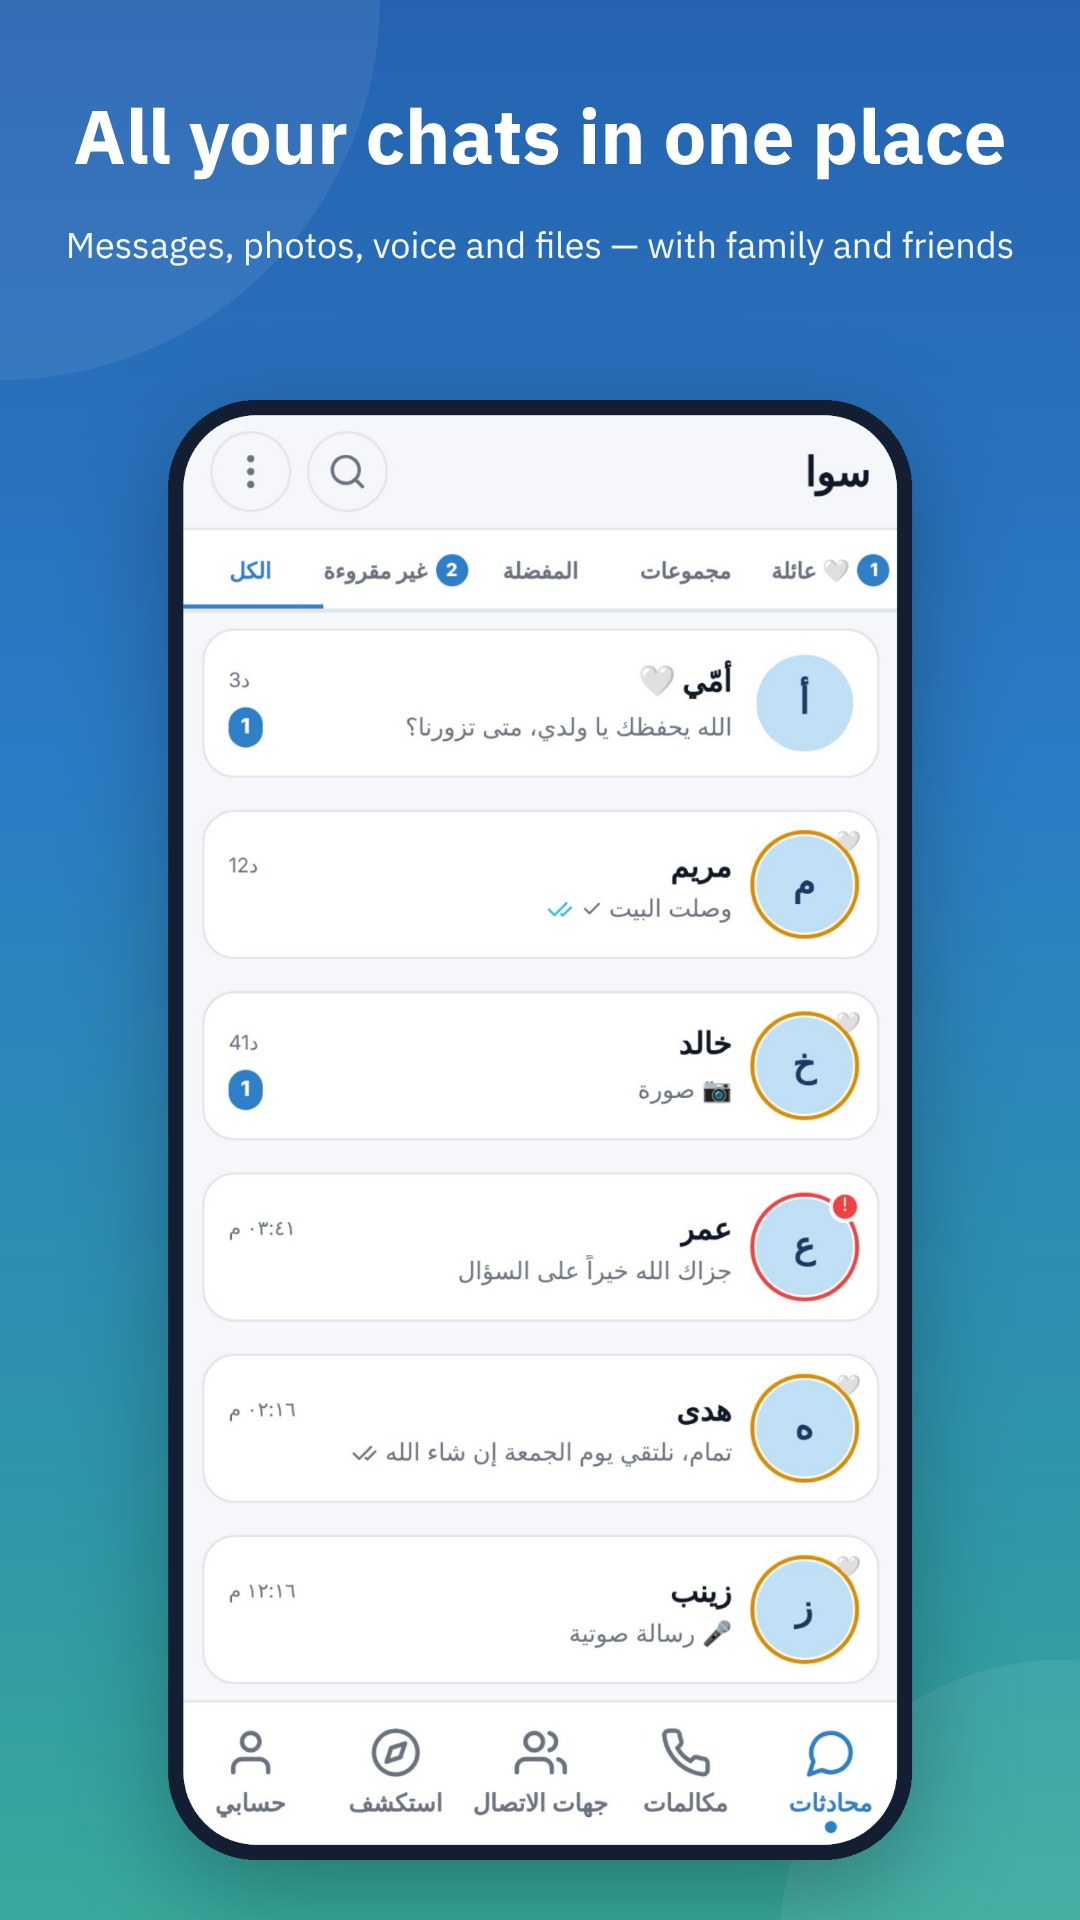 All your chats in one place
Messages, photos, voice and files — with family and friends
سوا
الكل
غير مقروءة 2
المفضلة
مجموعات
عائلة 🤍 1
أ
أمّي 🤍
3د
الله يحفظك يا ولدي، متى تزورنا؟
1
م
مريم
12د
وصلت البيت ✓
خ
خالد
41د
📷 صورة
1
ع
!
عمر
٠٣:٤١ م
جزاك الله خيراً على السؤال
ه
هدى
٠٢:١٦ م
تمام، نلتقي يوم الجمعة إن شاء الله
ز
زينب
١٢:١٦ م
🎤 رسالة صوتية
محادثات
مكالمات
جهات الاتصال
استكشف
حسابي